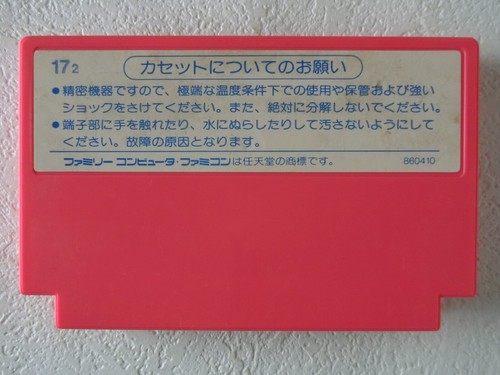 17₂ カセットについてのお願い
●精密機器ですので、極端な温度条件下での使用や保管および強い
ショックをさけてください。また、絶対に分解しないでください。
●端子部に手を触れたり、水にぬらしたりして汚さないようにして
ください。故障の原因となります。
ファミリー コンピュータ・ファミコンは任天堂の商標です。 860410